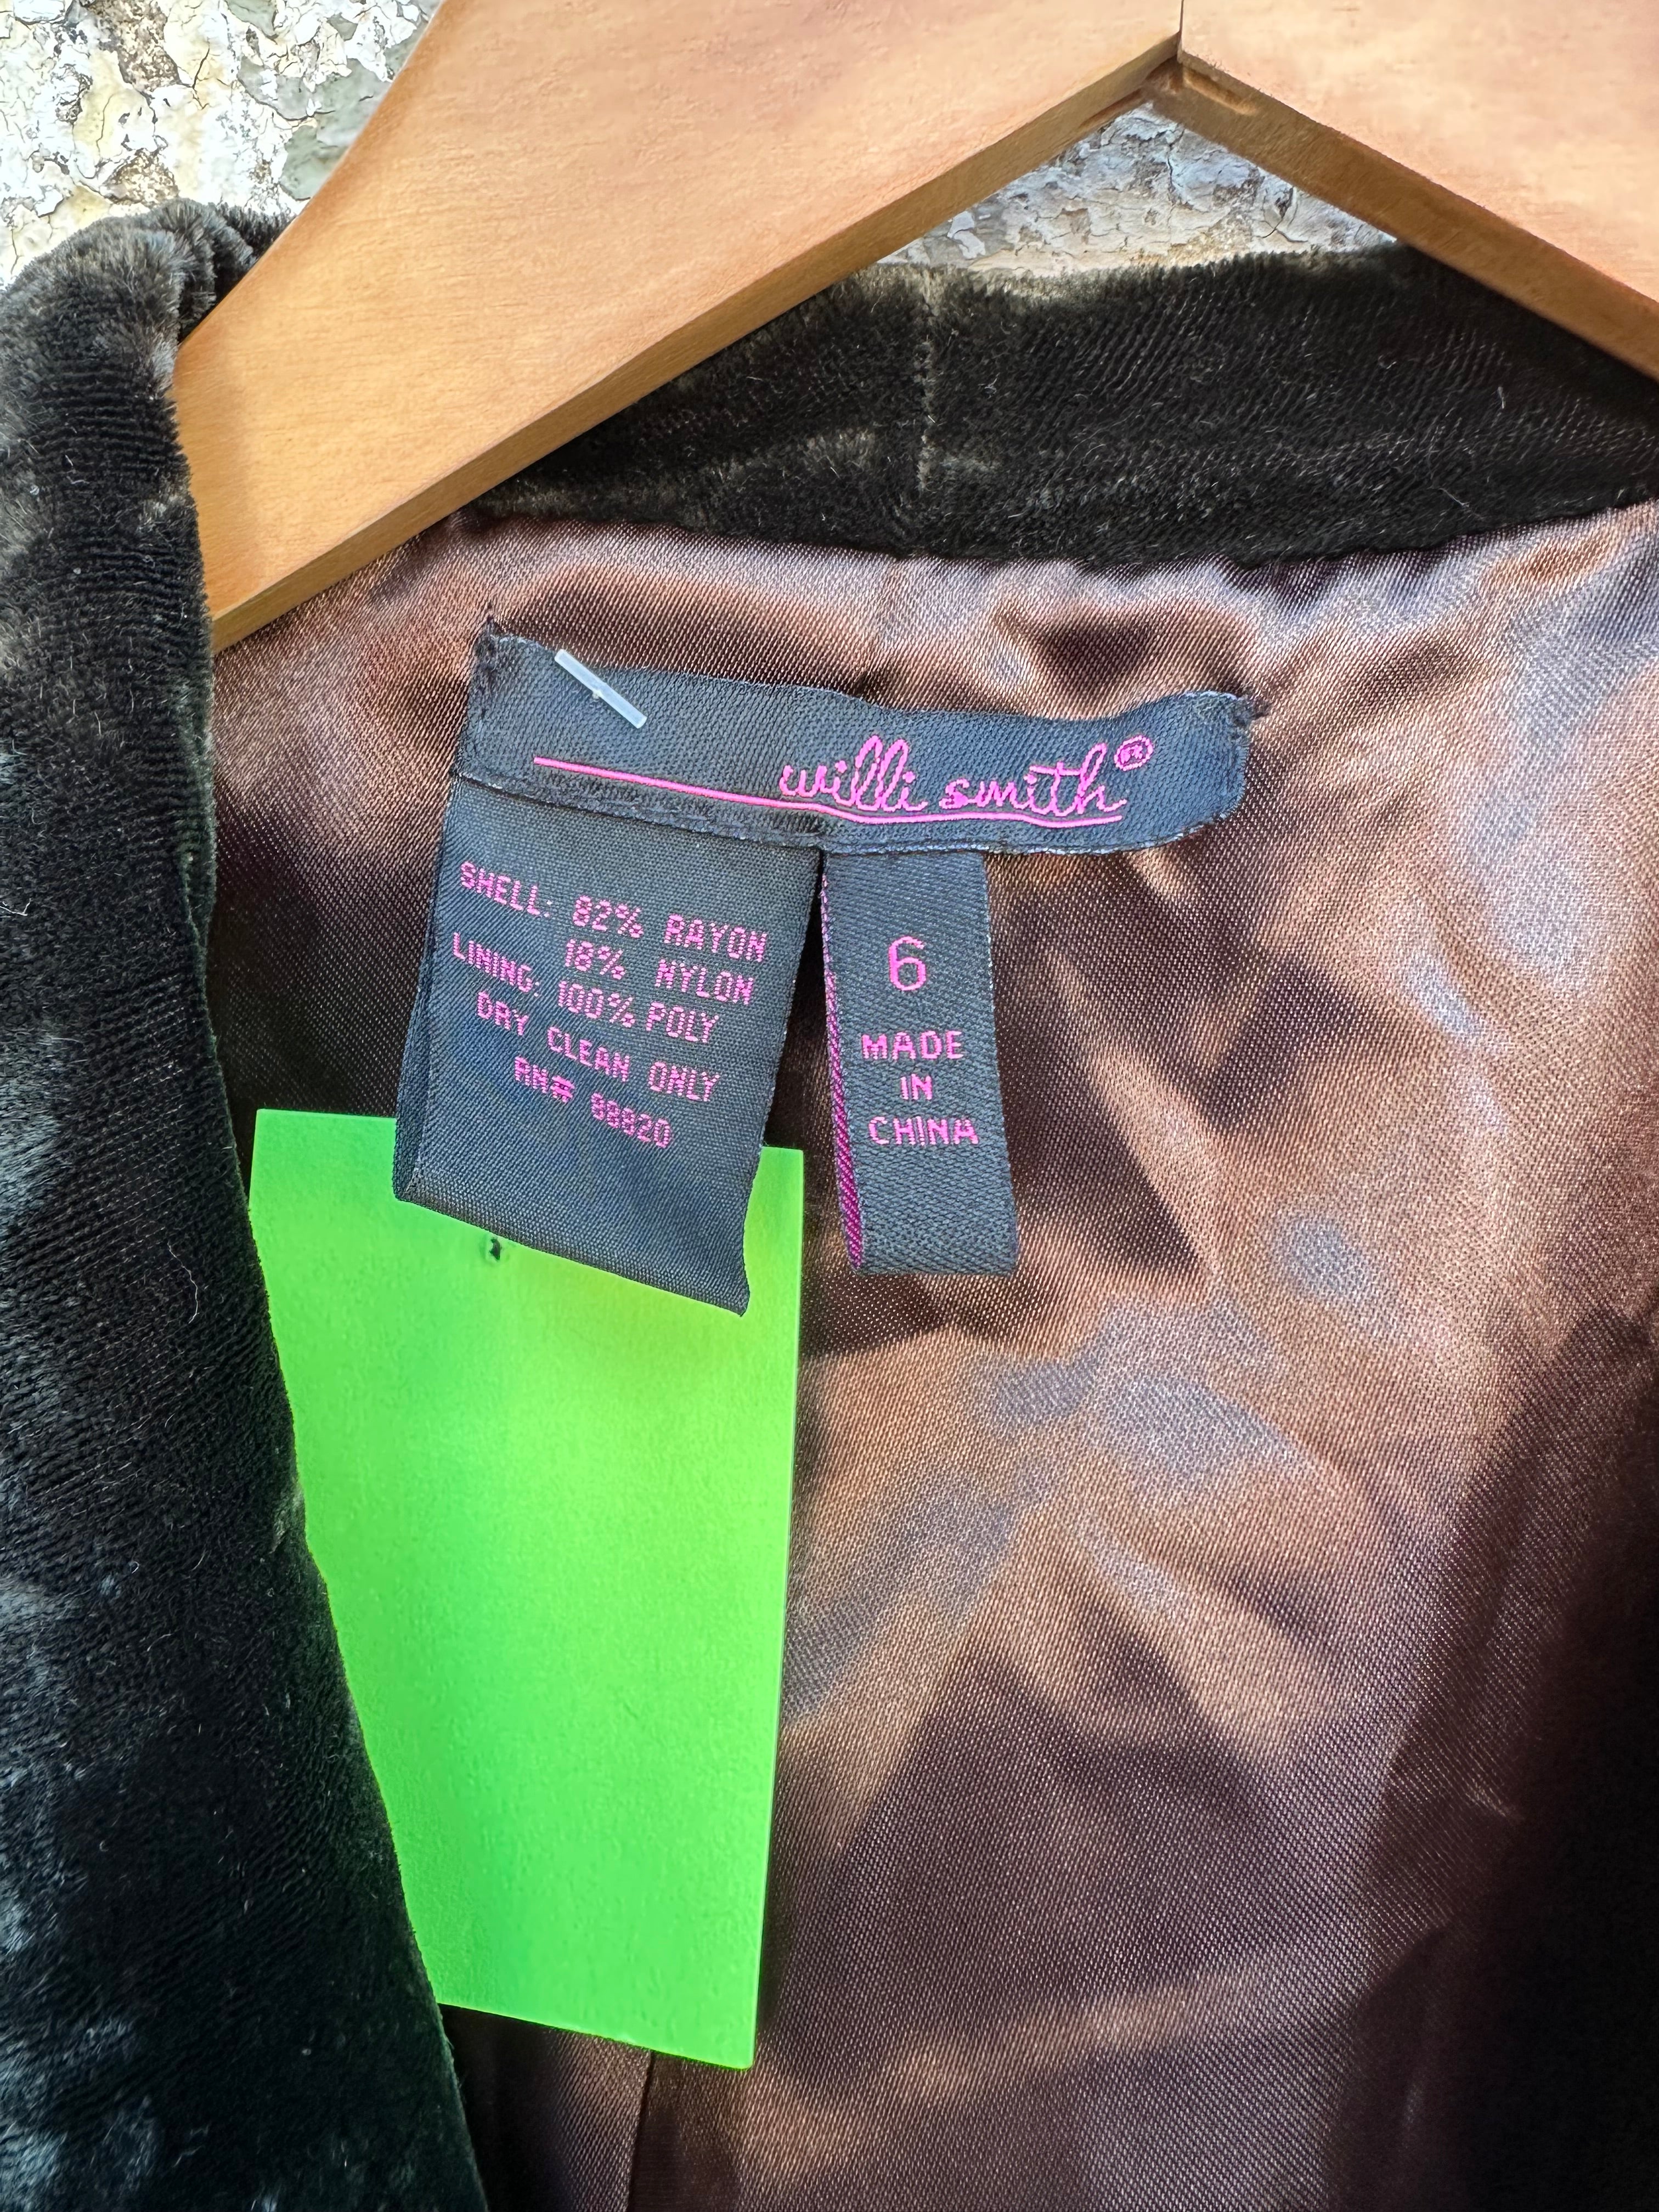 willi smith®
SHELL: 82% RAYON
18% NYLON
LINING: 100% POLY
DRY CLEAN ONLY
RN# 88820
6
MADE
IN
CHINA